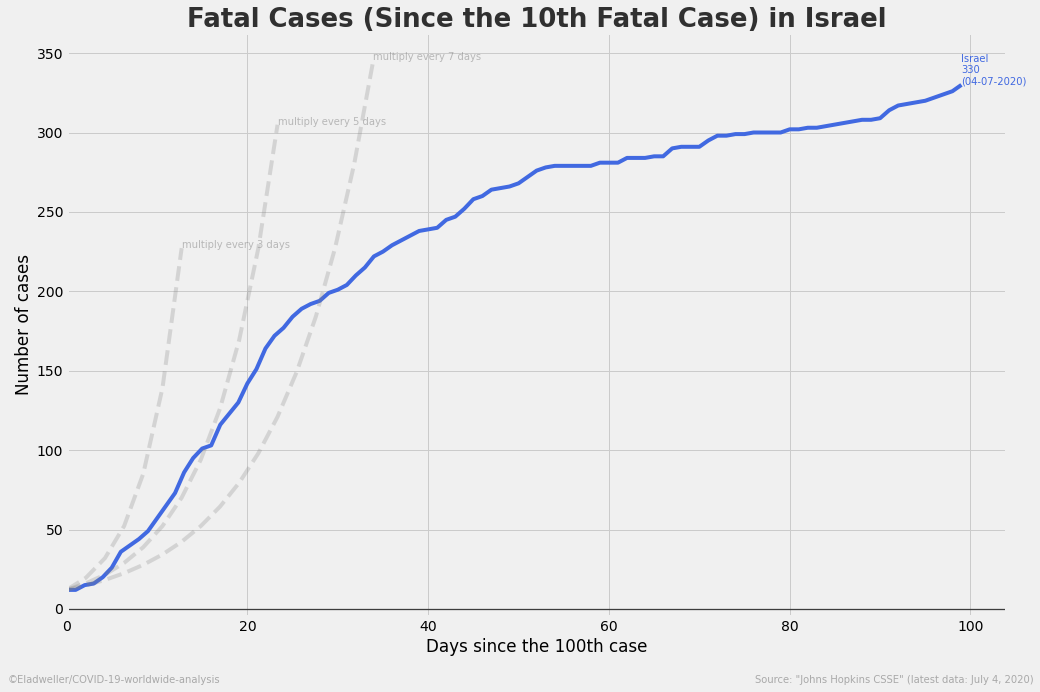 Fatal Cases (Since the 10th Fatal Case) in Israel
350
300
250
200
150
100
50
0
Number of cases
multiply every 7 days
multiply every 5 days
multiply every 3 days
Israel
330
(04-07-2020)
0 20 40 60 80 100
Days since the 100th case
©Eladweller/COVID-19-worldwide-analysis
Source: "Johns Hopkins CSSE" (latest data: July 4, 2020)